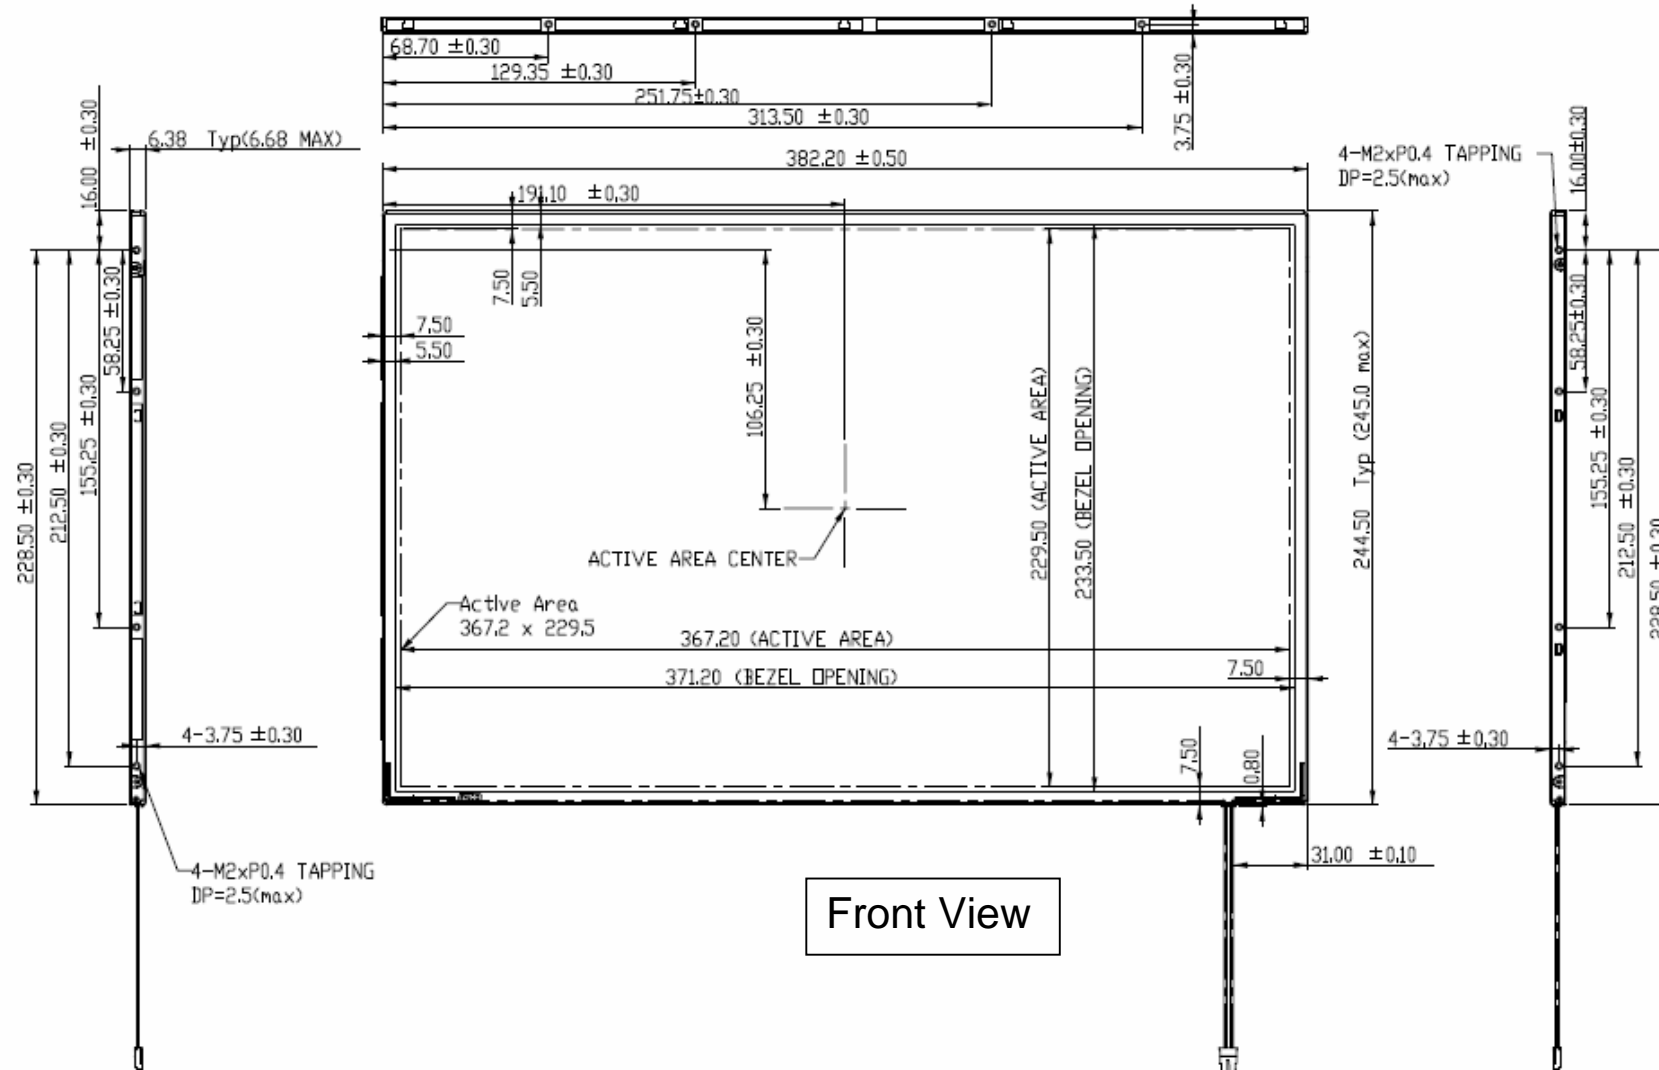 68.70 ±0.30
129.35 ±0.30
251.75±0.30
313.50 ±0.30
3.75 ±0.30
382.20 ±0.50
191.10 ±0.30
16.00 ±0.30
6.38 Typ(6.68 MAX)
58.25 ±0.30
155.25 ±0.30
212.50 ±0.30
228.50 ±0.30
4-3.75 ±0.30
4-M2xP0.4 TAPPING
DP=2.5(max)
7.50
5.50
7.50
5.50
106.25 ±0.30
ACTIVE AREA CENTER
Active Area
367.2 x 229.5
229.50 (ACTIVE AREA)
233.50 (BEZEL OPENING)
367.20 (ACTIVE AREA)
371.20 (BEZEL OPENING)
7.50
7.50
0.80
31.00 ±0.10
244.50 Typ (245.0 max)
4-M2xP0.4 TAPPING
DP=2.5(max)
16.00±0.30
58.25±0.30
155.25 ±0.30
212.50 ±0.30
228.50 ±0.30
4-3.75 ±0.30
Front View